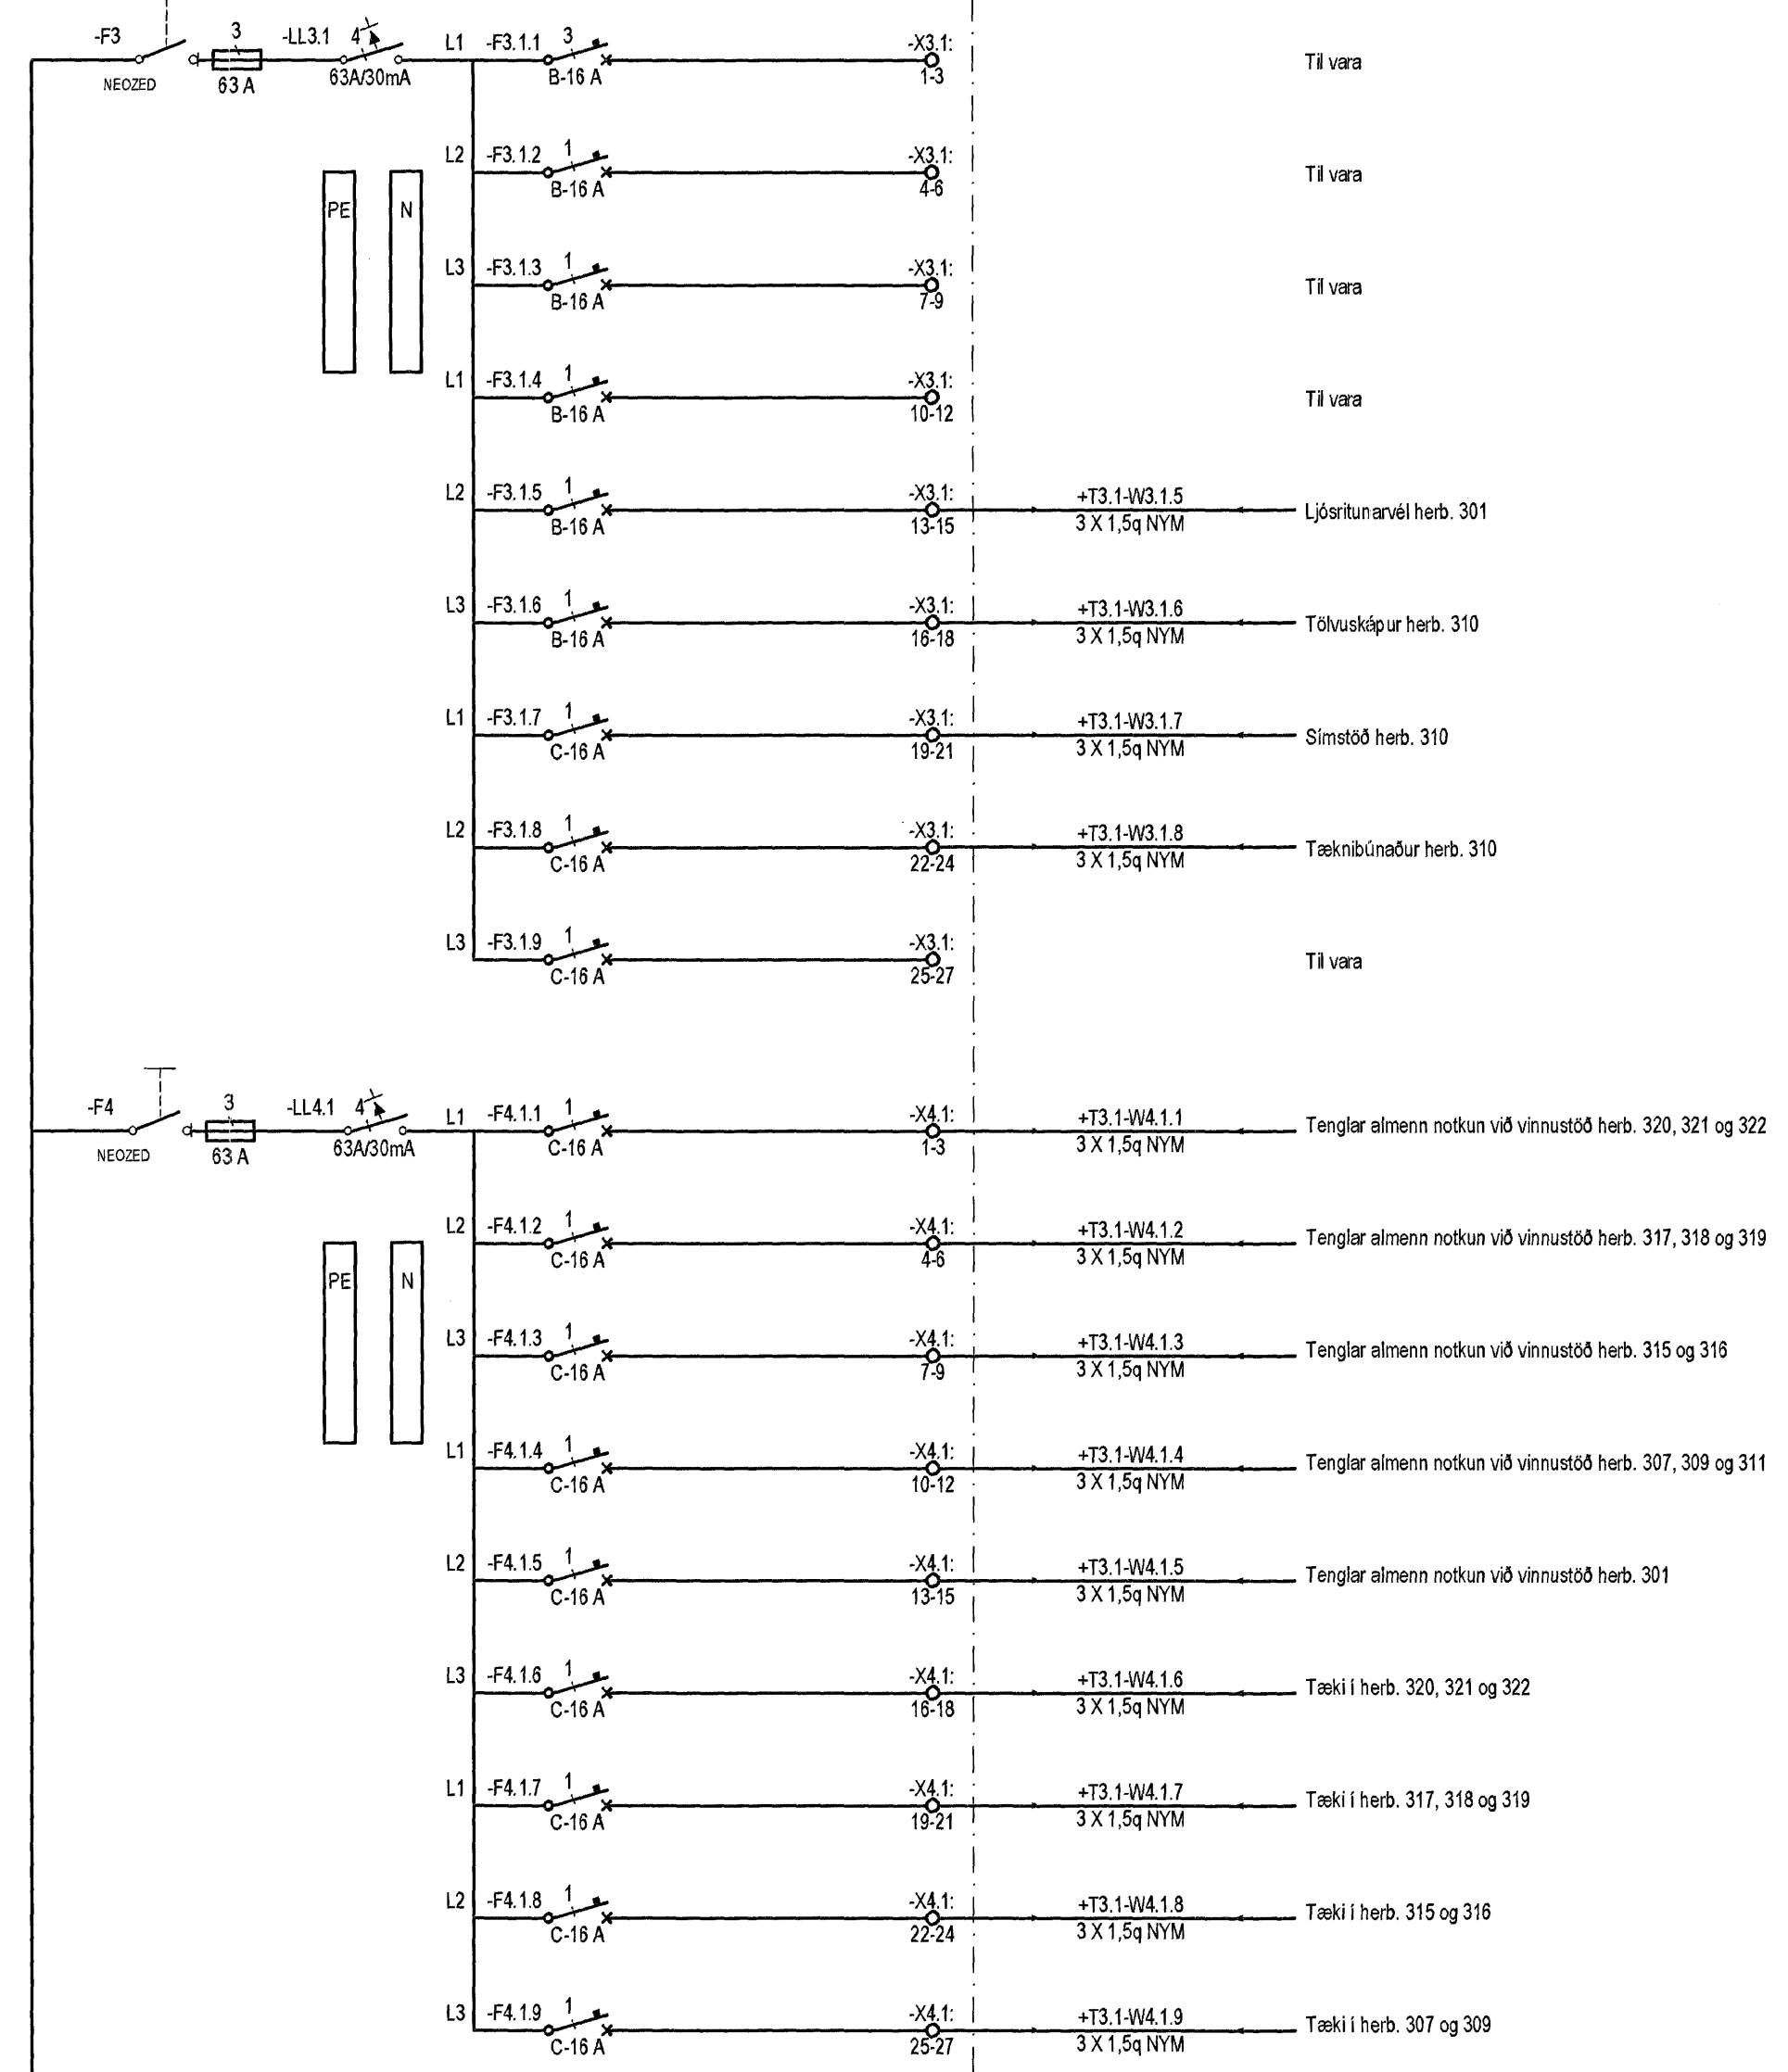 -F3 3 -LL3.1 4 L1 -F3.1.1 3 -X3.1:
NEOZED 63 A 63A/30mA B-16 A 1-3 Til vara
L2 -F3.1.2 1 -X3.1:
B-16 A 4-6 Til vara
PE N
L3 -F3.1.3 1 -X3.1:
B-16 A 7-9 Til vara
L1 -F3.1.4 1 -X3.1:
B-16 A 10-12 Til vara
L2 -F3.1.5 1 -X3.1: +T3.1-W3.1.5
B-16 A 13-15 3 X 1,5q NYM Ljósritunarvél herb. 301
L3 -F3.1.6 1 -X3.1: +T3.1-W3.1.6
B-16 A 16-18 3 X 1,5q NYM Tölvuskápur herb. 310
L1 -F3.1.7 1 -X3.1: +T3.1-W3.1.7
C-16 A 19-21 3 X 1,5q NYM Símstöð herb. 310
L2 -F3.1.8 1 -X3.1: +T3.1-W3.1.8
C-16 A 22-24 3 X 1,5q NYM Tæknibúnaður herb. 310
L3 -F3.1.9 1 -X3.1:
C-16 A 25-27 Til vara
-F4 3 -LL4.1 4 L1 -F4.1.1 1 -X4.1: +T3.1-W4.1.1
NEOZED 63 A 63A/30mA C-16 A 1-3 3 X 1,5q NYM Tenglar almenn notkun við vinnustöð herb. 320, 321 og 322
L2 -F4.1.2 1 -X4.1: +T3.1-W4.1.2
C-16 A 4-6 3 X 1,5q NYM Tenglar almenn notkun við vinnustöð herb. 317, 318 og 319
PE N
L3 -F4.1.3 1 -X4.1: +T3.1-W4.1.3
C-16 A 7-9 3 X 1,5q NYM Tenglar almenn notkun við vinnustöð herb. 315 og 316
L1 -F4.1.4 1 -X4.1: +T3.1-W4.1.4
C-16 A 10-12 3 X 1,5q NYM Tenglar almenn notkun við vinnustöð herb. 307, 309 og 311
L2 -F4.1.5 1 -X4.1: +T3.1-W4.1.5
C-16 A 13-15 3 X 1,5q NYM Tenglar almenn notkun við vinnustöð herb. 301
L3 -F4.1.6 1 -X4.1: +T3.1-W4.1.6
C-16 A 16-18 3 X 1,5q NYM Tæki í herb. 320, 321 og 322
L1 -F4.1.7 1 -X4.1: +T3.1-W4.1.7
C-16 A 19-21 3 X 1,5q NYM Tæki í herb. 317, 318 og 319
L2 -F4.1.8 1 -X4.1: +T3.1-W4.1.8
C-16 A 22-24 3 X 1,5q NYM Tæki í herb. 315 og 316
L3 -F4.1.9 1 -X4.1: +T3.1-W4.1.9
C-16 A 25-27 3 X 1,5q NYM Tæki í herb. 307 og 309